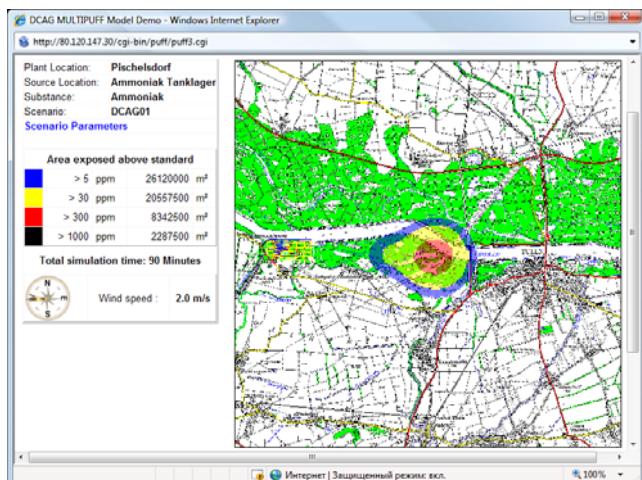 DCAG MULTIPUFF Model Demo - Windows Internet Explorer
http://80.120.147.30/cgi-bin/puff/puff3.cgi
Plant Location: Pischelsdorf
Source Location: Ammoniak Tanklager
Substance: Ammoniak
Scenario: DCAG01
Scenario Parameters
Area exposed above standard
> 5 ppm 26120000 m²
> 30 ppm 20557500 m²
> 300 ppm 8342500 m²
> 1000 ppm 2287500 m²
Total simulation time: 90 Minutes
N
S
Wind speed : 2.0 m/s
Интернет | Защищенный режим: вкл.
100%